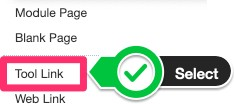 Module Page
Blank Page
Tool Link
Select
Web Link